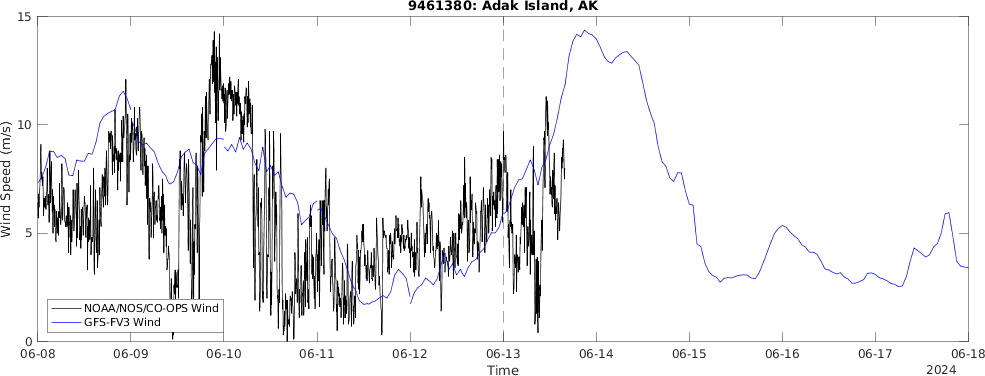 9461380: Adak Island, AK
Wind Speed (m/s)
15
10
5
0
NOAA/NOS/CO-OPS Wind
GFS-FV3 Wind
06-08 06-09 06-10 06-11 06-12 06-13 06-14 06-15 06-16 06-17 06-18
Time
2024